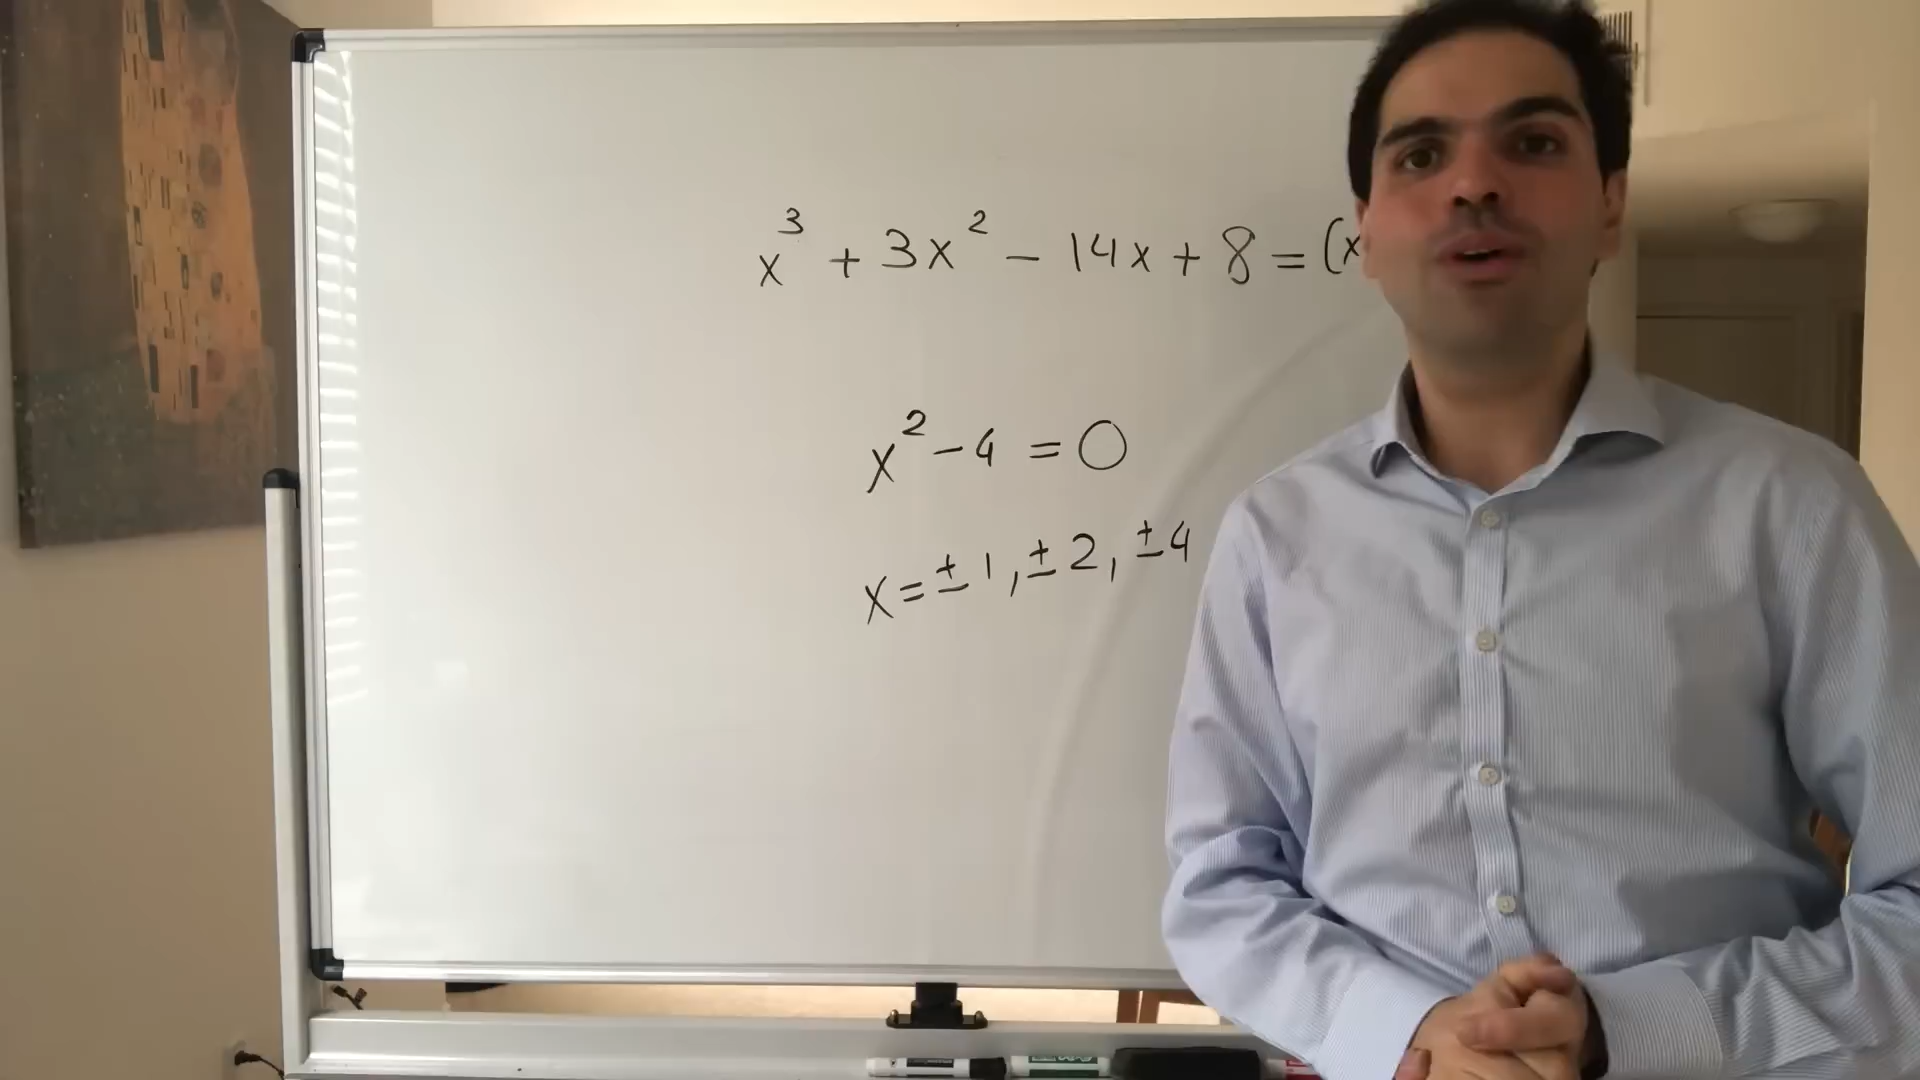 x³ + 3x² - 14x + 8 = (x
x² - 4 = 0
x = ± 1, ± 2, ± 4